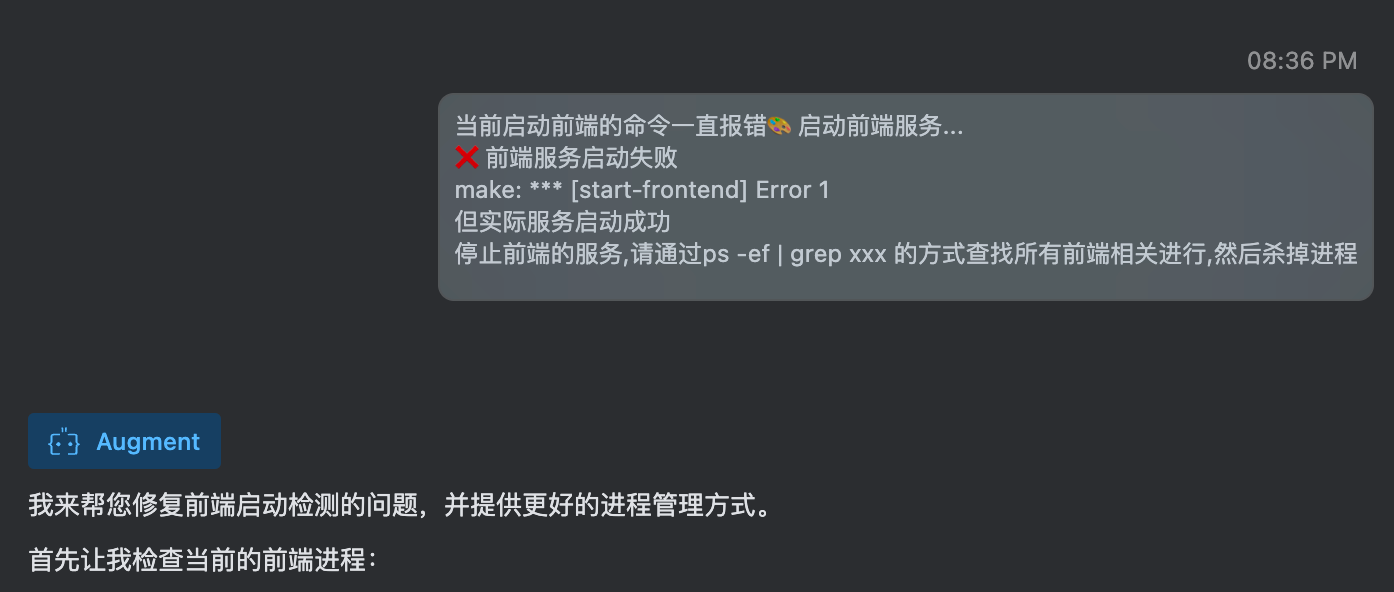 08:36 PM
当前启动前端的命令一直报错🎨 启动前端服务...
❌ 前端服务启动失败
make: *** [start-frontend] Error 1
但实际服务启动成功
停止前端的服务,请通过ps -ef | grep xxx 的方式查找所有前端相关进行,然后杀掉进程
Augment
我来帮您修复前端启动检测的问题，并提供更好的进程管理方式。
首先让我检查当前的前端进程：